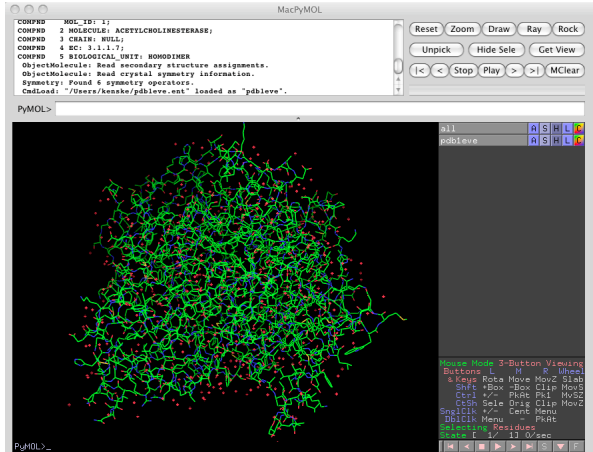 MacPyMOL
COMPND MOL_ID: 1;
COMPND 2 MOLECULE: ACETYLCHOLINESTERASE;
COMPND 3 CHAIN: NULL;
COMPND 4 EC: 3.1.1.7;
COMPND 5 BIOLOGICAL_UNIT: HOMODIMER
ObjectMolecule: Read secondary structure assignments.
ObjectMolecule: Read crystal symmetry information.
Symmetry: Found 6 symmetry operators.
CmdLoad: "/Users/kenske/pdb1eve.ent" loaded as "pdb1eve".
Reset Zoom Draw Ray Rock
Unpick Hide Sele Get View
|< < Stop Play > >| MClear
PyMOL>
all A S H L C
pdb1eve A S H L C
Mouse Mode 3-Button Viewing
Buttons L M R Wheel
& Keys Rota Move MovZ Slab
Shft +Box -Box Clip MovS
Ctrl +/- PkAt Pk1 MvSZ
CtSh Sele Orig Clip MovZ
SnglClk +/- Cent Menu
DblClk Menu - PkAt
Selecting Residues
State [ 1/ 1] 0/sec
PyMOL>_
S F